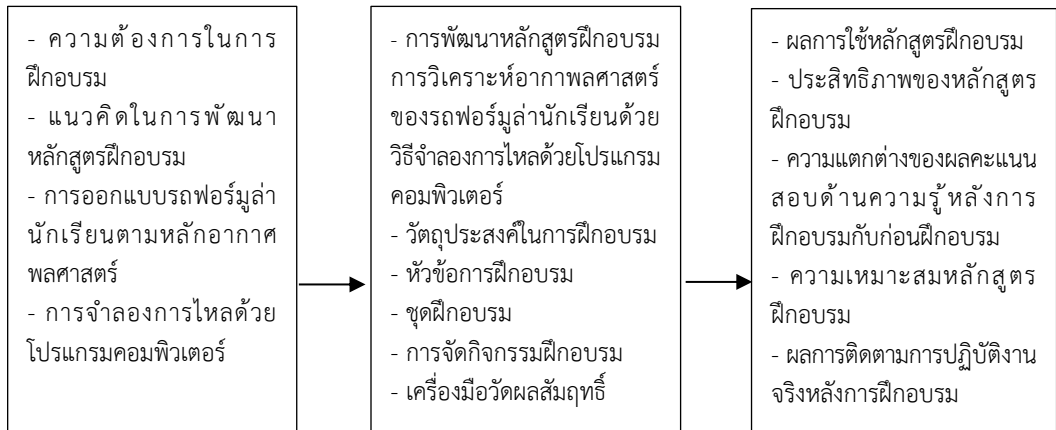 - ความต้องการในการ
ฝึกอบรม
- แนวคิดในการพัฒนา
หลักสูตรฝึกอบรม
- การออกแบบรถฟอร์มูล่า
นักเรียนตามหลักอากาศ
พลศาสตร์
- การจำลองการไหลด้วย
โปรแกรมคอมพิวเตอร์
- การพัฒนาหลักสูตรฝึกอบรม
การวิเคราะห์อากาพลศาสตร์
ของรถฟอร์มูล่านักเรียนด้วย
วิธีจำลองการไหลด้วยโปรแกรม
คอมพิวเตอร์
- วัตถุประสงค์ในการฝึกอบรม
- หัวข้อการฝึกอบรม
- ชุดฝึกอบรม
- การจัดกิจกรรมฝึกอบรม
- เครื่องมือวัดผลสัมฤทธิ์
- ผลการใช้หลักสูตรฝึกอบรม
- ประสิทธิภาพของหลักสูตร
ฝึกอบรม
- ความแตกต่างของผลคะแนน
สอบด้านความรู้หลังการ
ฝึกอบรมกับก่อนฝึกอบรม
- ความเหมาะสมหลักสูตร
ฝึกอบรม
- ผลการติดตามการปฏิบัติงาน
จริงหลังการฝึกอบรม